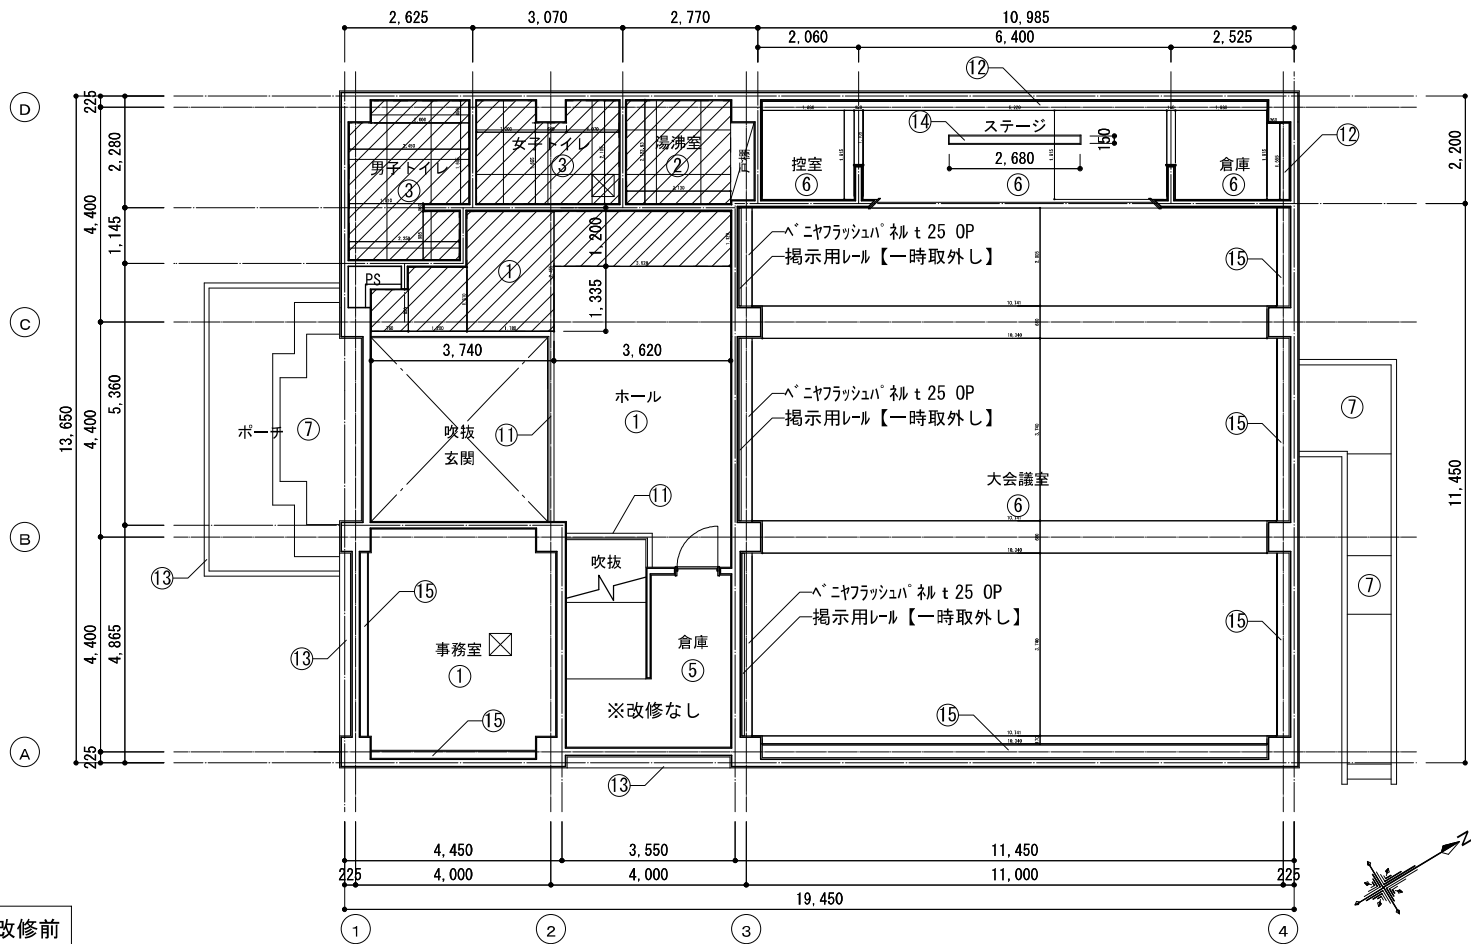 2,625
3,070
2,770
10,985
2,060
6,400
2,525
⑫
D
225
225
2,280
4,400
1,145
13,650
4,400
5,360
4,400
4,865
225
C
B
A
男子トイレ
③
女子トイレ
③
湯沸室
②
戸棚
控室
⑥
⑭
ステージ
150
2,680
⑥
倉庫
⑥
⑫
2,200
11,450
①
1,200
1,335
PS
3,740
3,620
ベニヤフラッシュパネル t 25 OP
掲示用レール【一時取外し】
⑮
ホール
①
ポーチ
⑦
吹抜
玄関
⑪
ベニヤフラッシュパネル t 25 OP
掲示用レール【一時取外し】
⑮
⑦
大会議室
⑥
⑪
吹抜
⑬
⑮
ベニヤフラッシュパネル t 25 OP
掲示用レール【一時取外し】
⑮
⑦
⑬
事務室
①
倉庫
⑤
※改修なし
⑮
⑮
⑬
4,450
3,550
11,450
225
4,000
4,000
11,000
225
19,450
1
2
3
4
N
改修前